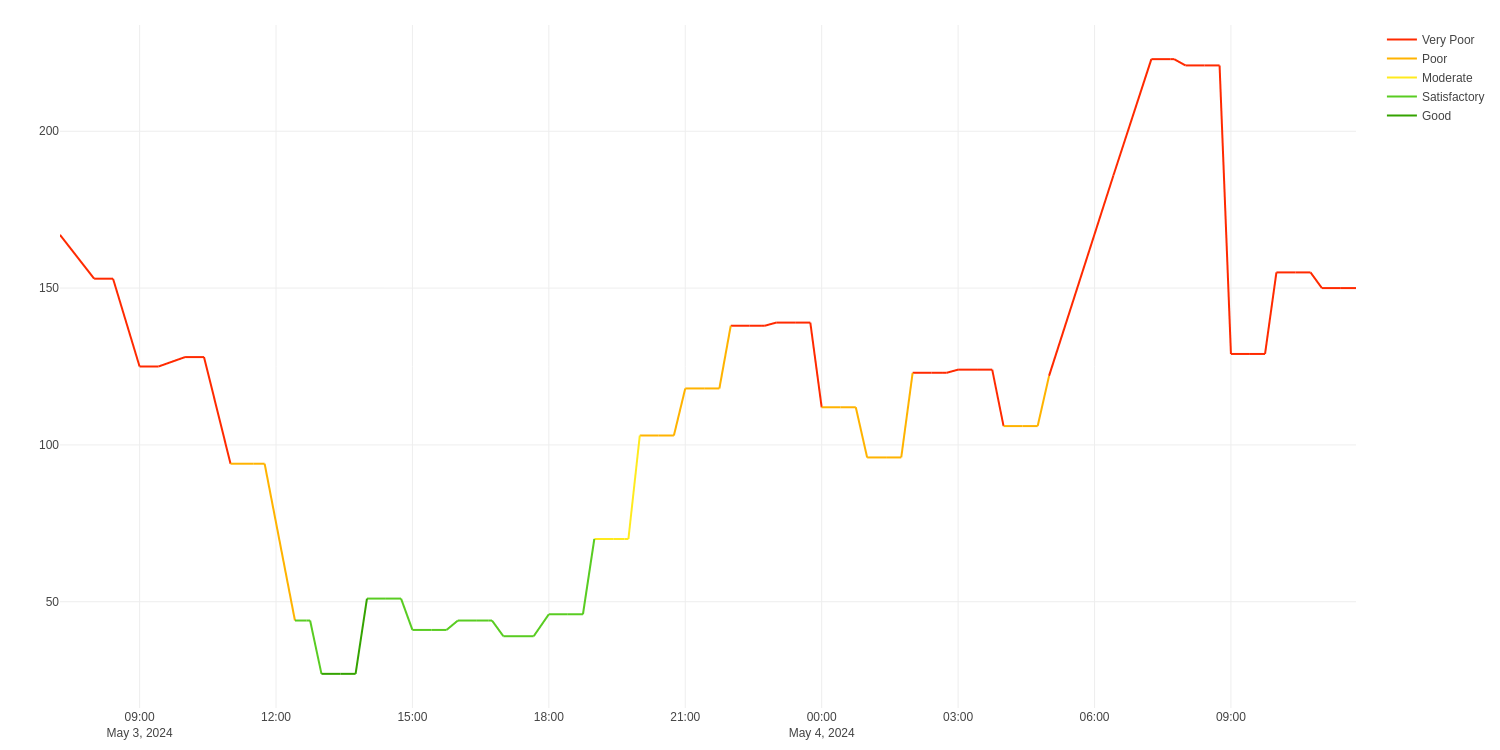 Very Poor
Poor
Moderate
Satisfactory
Good
200
150
100
50
09:00
12:00
15:00
18:00
21:00
00:00
03:00
06:00
09:00
May 3, 2024
May 4, 2024